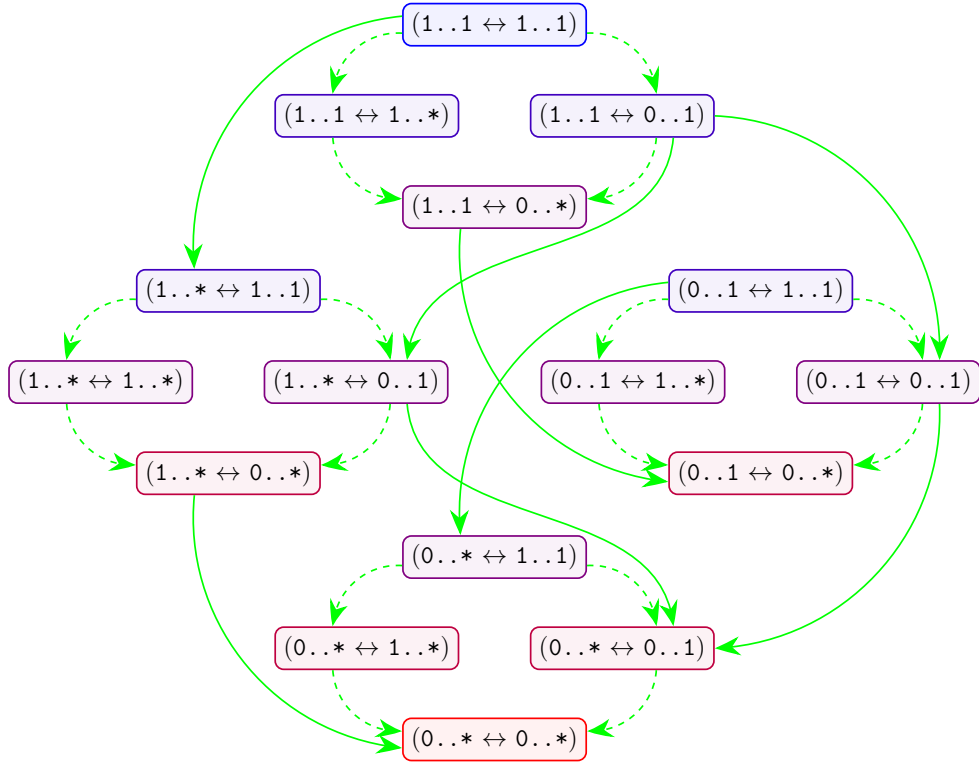 (1..1 ↔ 1..1)
(1..1 ↔ 1..*)
(1..1 ↔ 0..1)
(1..1 ↔ 0..*)
(1..* ↔ 1..1)
(0..1 ↔ 1..1)
(1..* ↔ 1..*)
(1..* ↔ 0..1)
(0..1 ↔ 1..*)
(0..1 ↔ 0..1)
(1..* ↔ 0..*)
(0..1 ↔ 0..*)
(0..* ↔ 1..1)
(0..* ↔ 1..*)
(0..* ↔ 0..1)
(0..* ↔ 0..*)